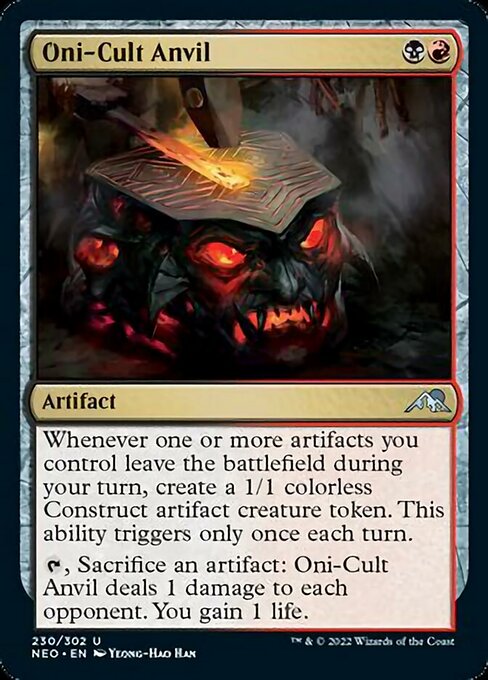 Oni-Cult Anvil
Artifact
Whenever one or more artifacts you
control leave the battlefield during
your turn, create a 1/1 colorless
Construct artifact creature token. This
ability triggers only once each turn.
, Sacrifice an artifact: Oni-Cult
Anvil deals 1 damage to each
opponent. You gain 1 life.
230/302 U
NEO • EN Yeong-Hao Han
™ & © 2022 Wizards of the Coast